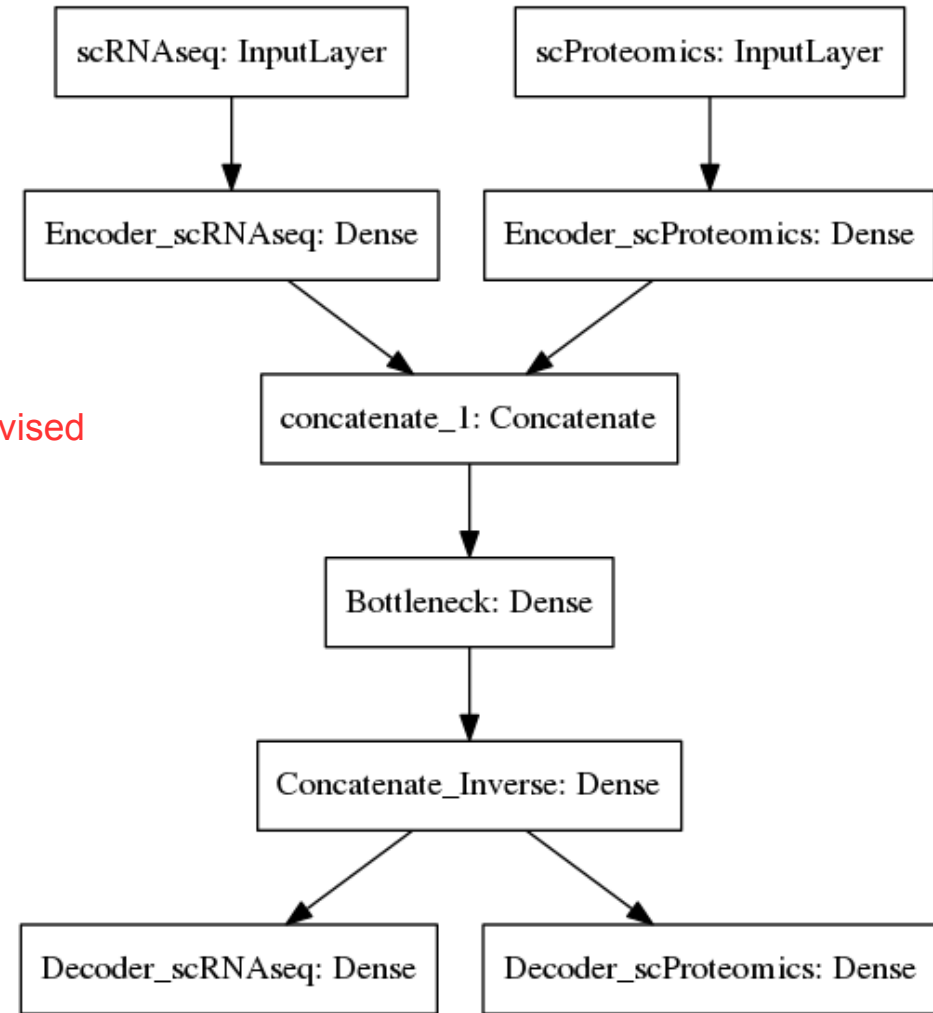 scRNAseq: InputLayer
scProteomics: InputLayer
Encoder_scRNAseq: Dense
Encoder_scProteomics: Dense
concatenate_1: Concatenate
vised
Bottleneck: Dense
Concatenate_Inverse: Dense
Decoder_scRNAseq: Dense
Decoder_scProteomics: Dense